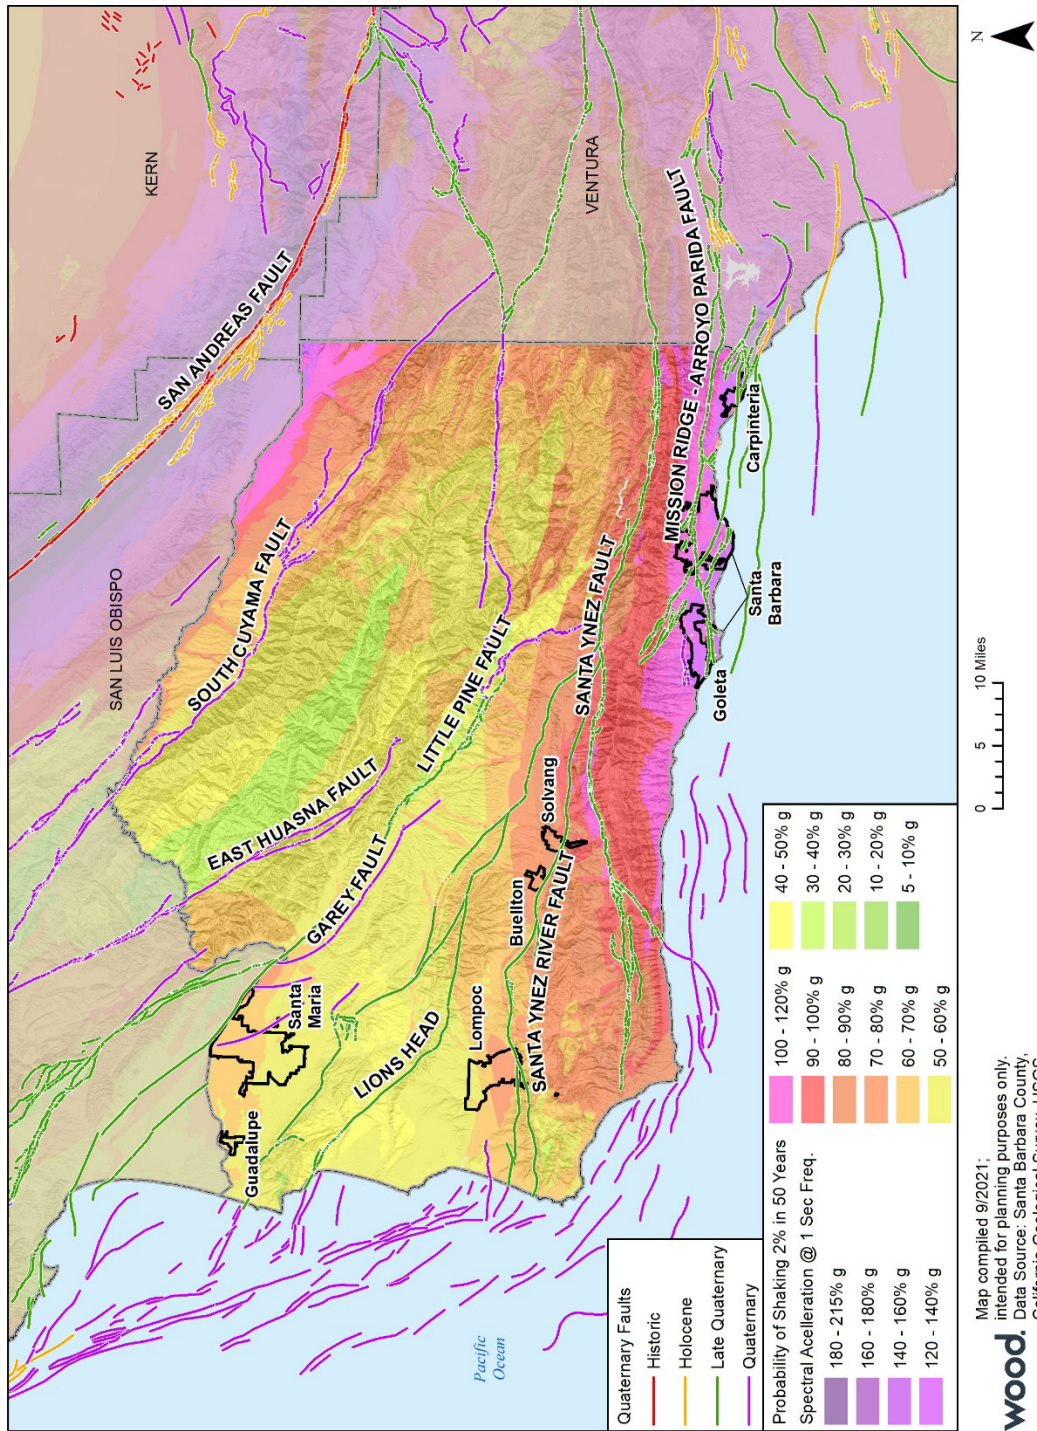 KERN
SAN ANDREAS FAULT
SAN LUIS OBISPO
VENTURA
SOUTH CUYAMA FAULT
EAST HUASNA FAULT
GAREY FAULT
LITTLE PINE FAULT
SANTA YNEZ FAULT
MISSION RIDGE - ARROYO PARIDA FAULT
LIONS HEAD
SANTA YNEZ RIVER FAULT
Guadalupe
Santa
Maria
Lompoc
Buellton
Solvang
Goleta
Santa
Barbara
Carpinteria
Pacific
Ocean
N
0 5 10 Miles
Quaternary Faults
Historic
Holocene
Late Quaternary
Quaternary
Probability of Shaking 2% in 50 Years
Spectral Acelleration @ 1 Sec Freq.
180 - 215% g
160 - 180% g
140 - 160% g
120 - 140% g
100 - 120% g
90 - 100% g
80 - 90% g
70 - 80% g
60 - 70% g
50 - 60% g
40 - 50% g
30 - 40% g
20 - 30% g
10 - 20% g
5 - 10% g
wood.
Map compiled 9/2021;
intended for planning purposes only.
Data Source: Santa Barbara County,
California Geological Survey, USGS